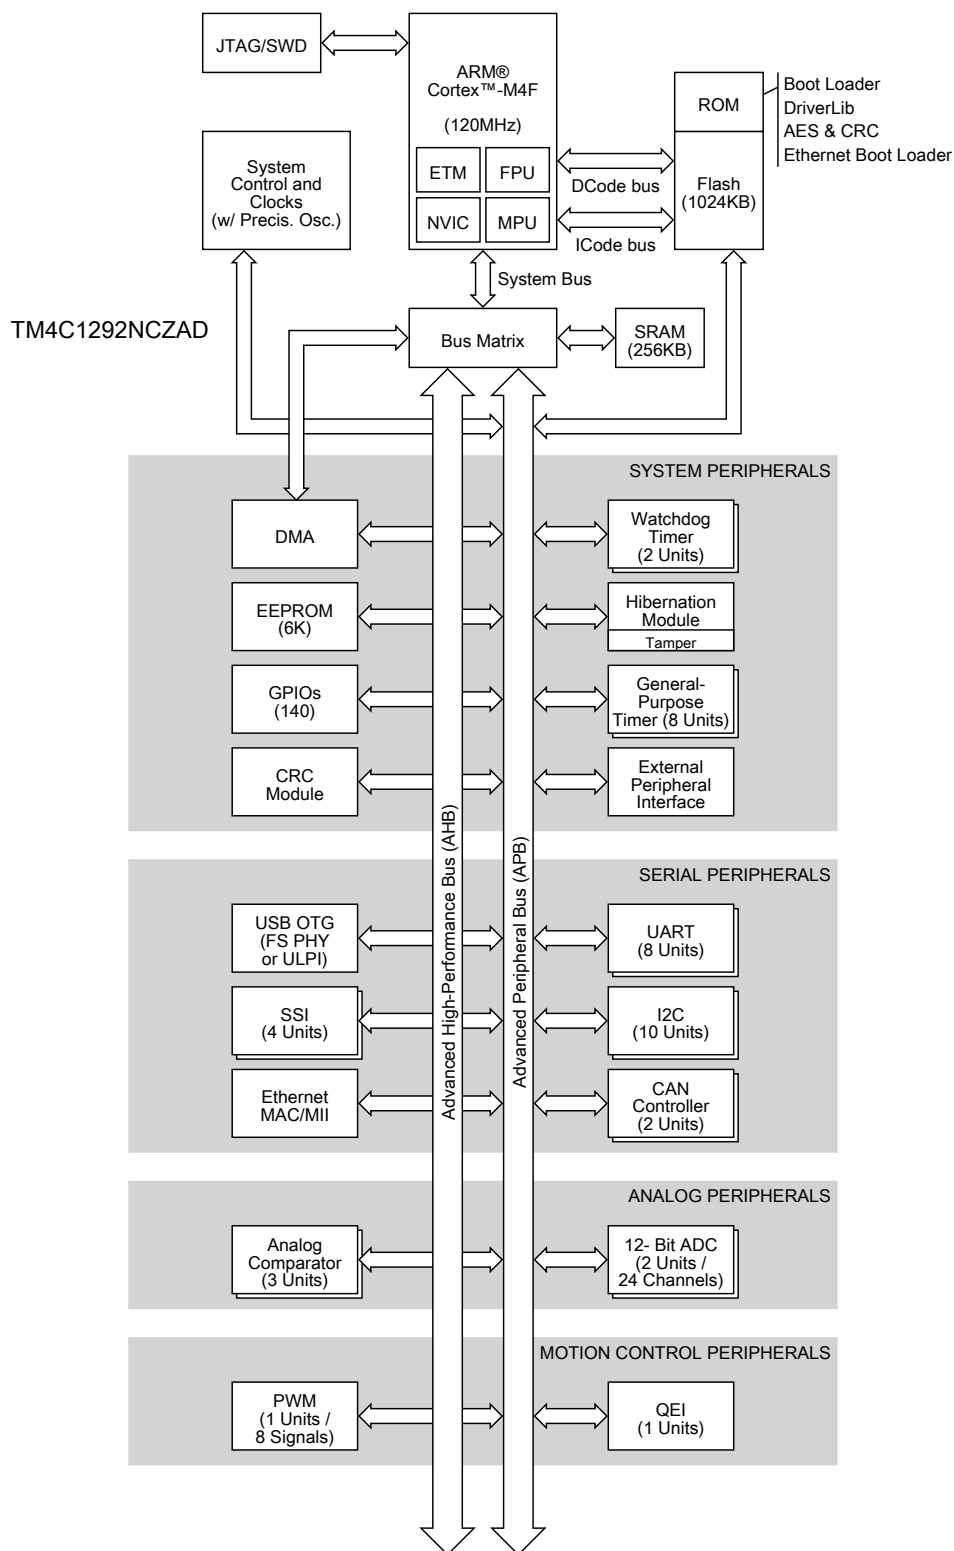 JTAG/SWD
ARM®
Cortex™-M4F
(120MHz)
ETM
FPU
NVIC
MPU
ROM
Flash
(1024KB)
Boot Loader
DriverLib
AES & CRC
Ethernet Boot Loader
DCode bus
ICode bus
System
Control and
Clocks
(w/ Precis. Osc.)
System Bus
TM4C1292NCZAD
Bus Matrix
SRAM
(256KB)
SYSTEM PERIPHERALS
DMA
Watchdog
Timer
(2 Units)
EEPROM
(6K)
Hibernation
Module
Tamper
GPIOs
(140)
General-
Purpose
Timer (8 Units)
CRC
Module
External
Peripheral
Interface
Advanced High-Performance Bus (AHB)
Advanced Peripheral Bus (APB)
SERIAL PERIPHERALS
USB OTG
(FS PHY
or ULPI)
UART
(8 Units)
SSI
(4 Units)
I2C
(10 Units)
Ethernet
MAC/MII
CAN
Controller
(2 Units)
ANALOG PERIPHERALS
Analog
Comparator
(3 Units)
12- Bit ADC
(2 Units /
24 Channels)
MOTION CONTROL PERIPHERALS
PWM
(1 Units /
8 Signals)
QEI
(1 Units)